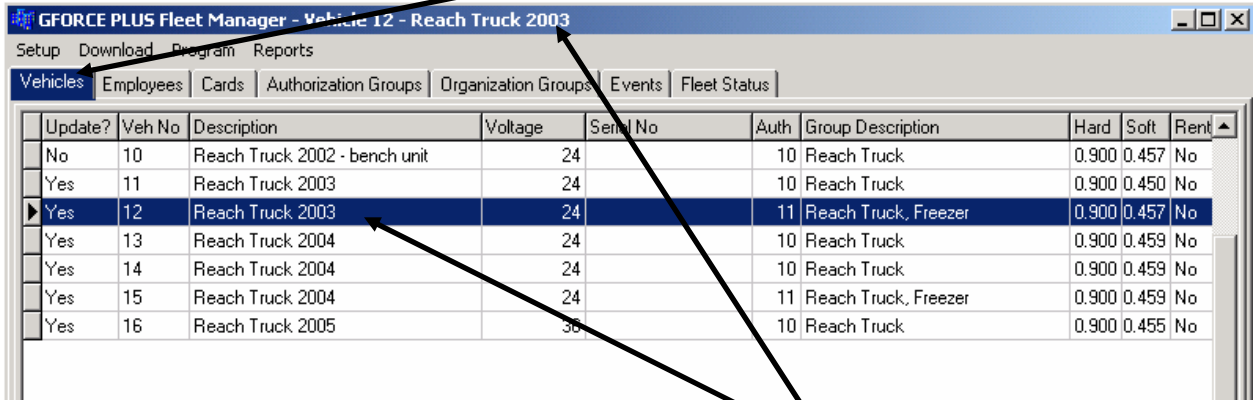 GFORCE PLUS Fleet Manager - Vehicle 12 - Reach Truck 2003
Setup Download Program Reports
Vehicles Employees Cards Authorization Groups Organization Groups Events Fleet Status
Update? Veh No Description Voltage Serial No Auth Group Description Hard Soft Rent
No 10 Reach Truck 2002 - bench unit 24 10 Reach Truck 0.900 0.457 No
Yes 11 Reach Truck 2003 24 10 Reach Truck 0.900 0.450 No
Yes 12 Reach Truck 2003 24 11 Reach Truck, Freezer 0.900 0.457 No
Yes 13 Reach Truck 2004 24 10 Reach Truck 0.900 0.459 No
Yes 14 Reach Truck 2004 24 10 Reach Truck 0.900 0.459 No
Yes 15 Reach Truck 2004 24 11 Reach Truck, Freezer 0.900 0.459 No
Yes 16 Reach Truck 2005 36 10 Reach Truck 0.900 0.455 No